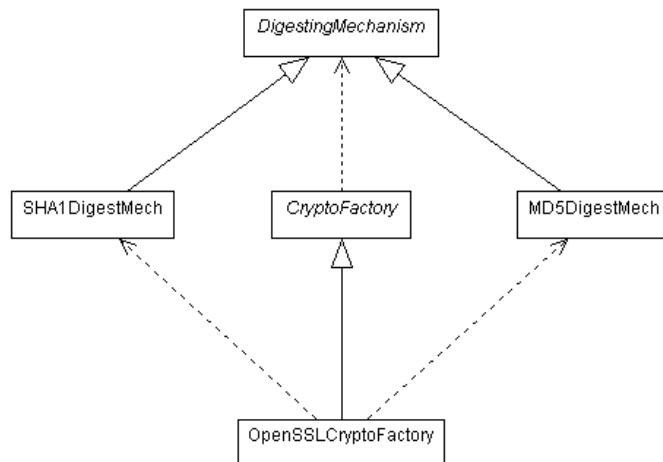 DigestingMechanism
SHA1DigestMech
CryptoFactory
MD5DigestMech
OpenSSLCryptoFactory